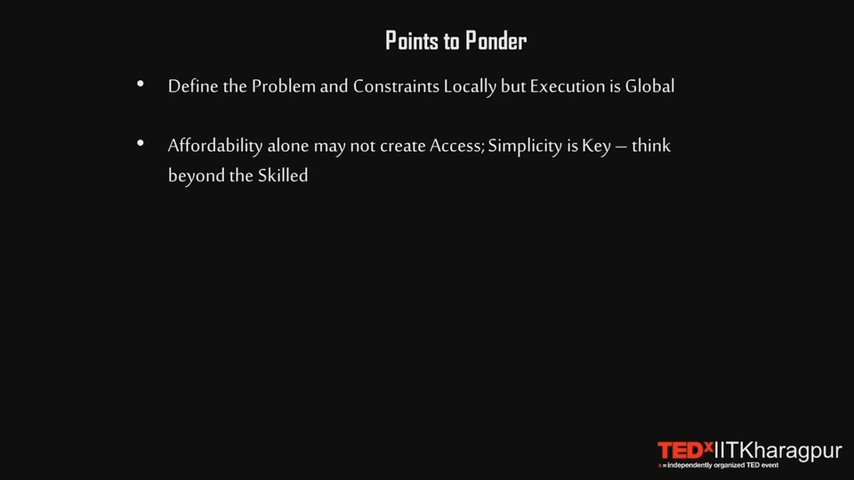 Points to Ponder
• Define the Problem and Constraints Locally but Execution is Global
• Affordability alone may not create Access; Simplicity is Key – think
beyond the Skilled
TEDxIITKharagpur
x = independently organized TED event